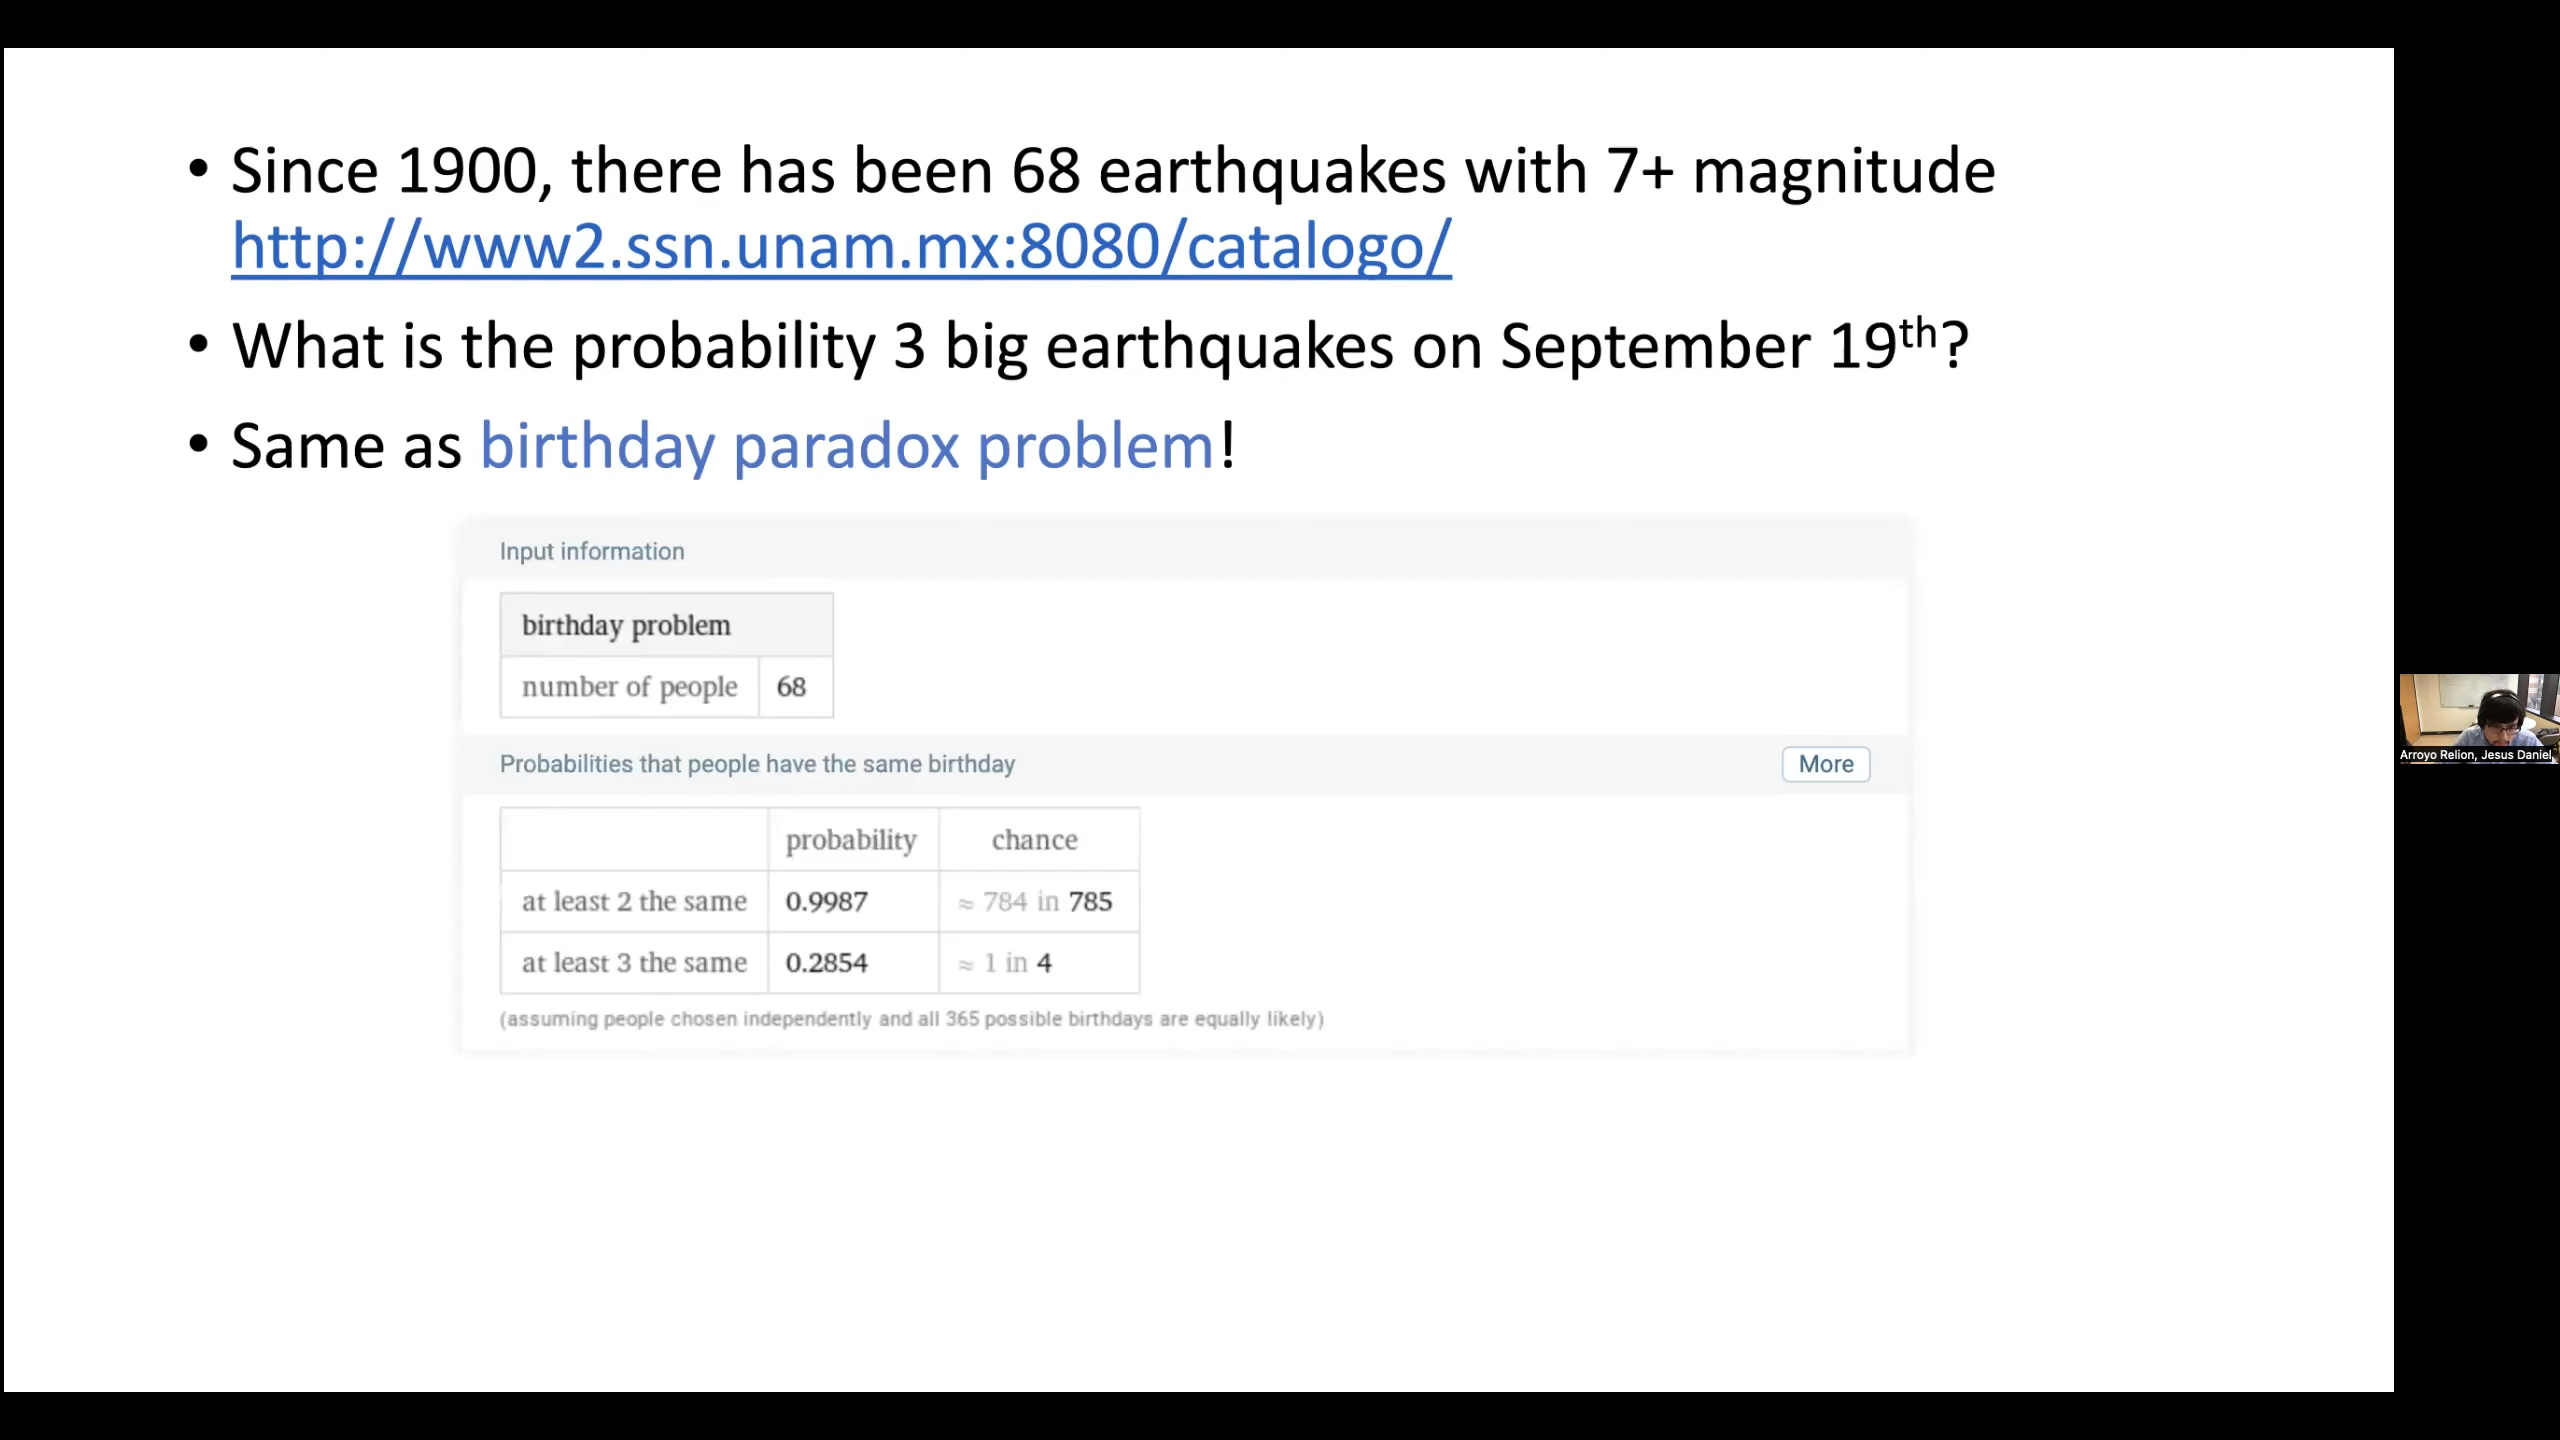 • Since 1900, there has been 68 earthquakes with 7+ magnitude
http://www2.ssn.unam.mx:8080/catalogo/
• What is the probability 3 big earthquakes on September 19th?
• Same as birthday paradox problem!
Input information
birthday problem
number of people 68
Probabilities that people have the same birthday More
probability chance
at least 2 the same 0.9987 ≈ 784 in 785
at least 3 the same 0.2854 ≈ 1 in 4
(assuming people chosen independently and all 365 possible birthdays are equally likely)
Arroyo Relion, Jesus Daniel